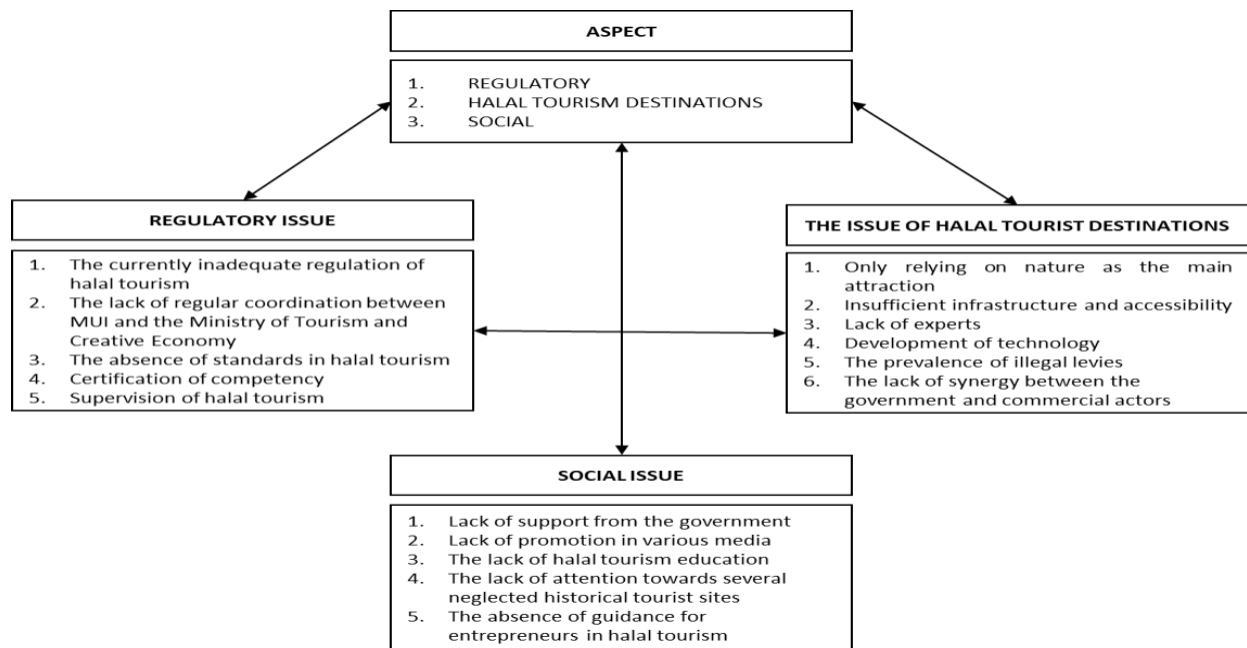 ASPECT
1. REGULATORY
2. HALAL TOURISM DESTINATIONS
3. SOCIAL
REGULATORY ISSUE
1. The currently inadequate regulation of
halal tourism
2. The lack of regular coordination between
MUI and the Ministry of Tourism and
Creative Economy
3. The absence of standards in halal tourism
4. Certification of competency
5. Supervision of halal tourism
THE ISSUE OF HALAL TOURIST DESTINATIONS
1. Only relying on nature as the main
attraction
2. Insufficient infrastructure and accessibility
3. Lack of experts
4. Development of technology
5. The prevalence of illegal levies
6. The lack of synergy between the
government and commercial actors
SOCIAL ISSUE
1. Lack of support from the government
2. Lack of promotion in various media
3. The lack of halal tourism education
4. The lack of attention towards several
neglected historical tourist sites
5. The absence of guidance for
entrepreneurs in halal tourism